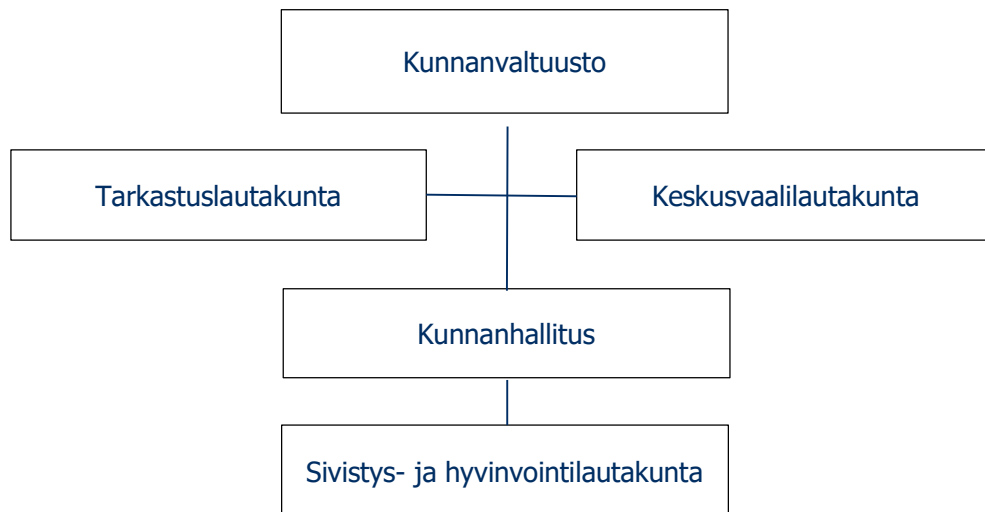 Kunnanvaltuusto
Tarkastuslautakunta
Keskusvaalilautakunta
Kunnanhallitus
Sivistys- ja hyvinvointilautakunta